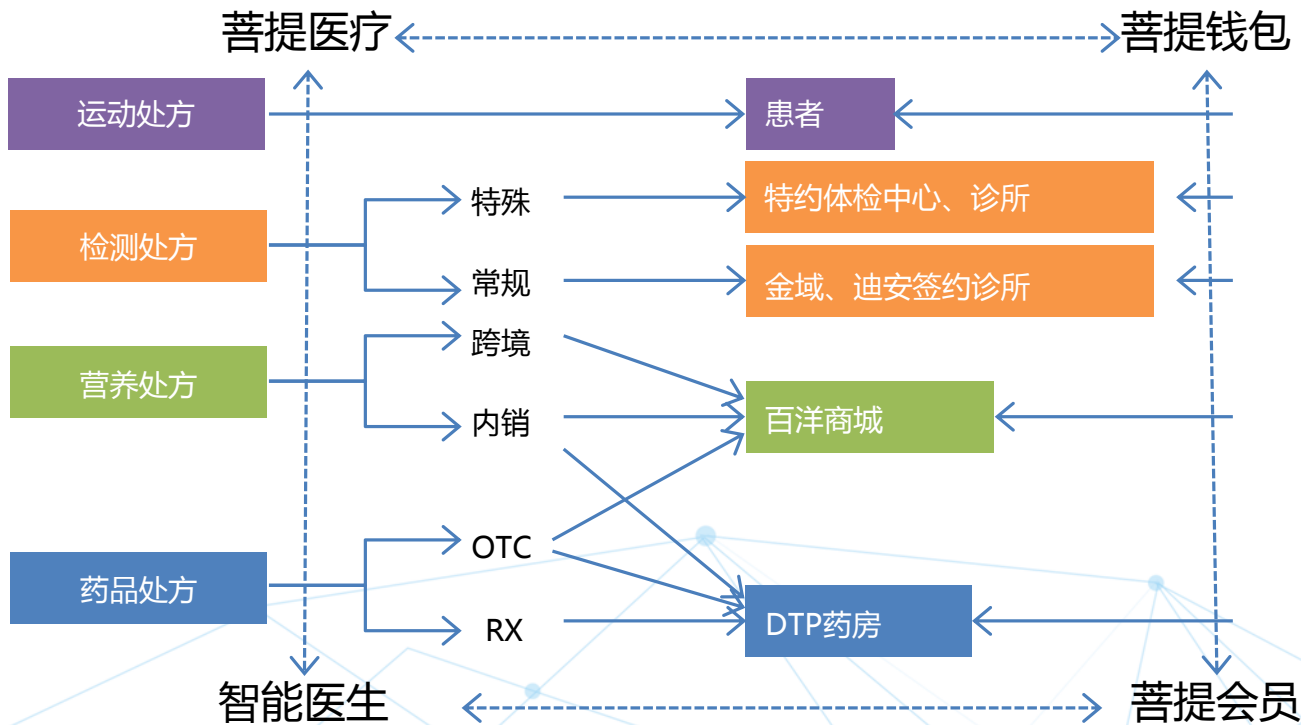 菩提医疗
菩提钱包
运动处方
患者
特殊
特约体检中心、诊所
检测处方
常规
金域、迪安签约诊所
跨境
营养处方
内销
百洋商城
OTC
药品处方
RX
DTP药房
智能医生
菩提会员